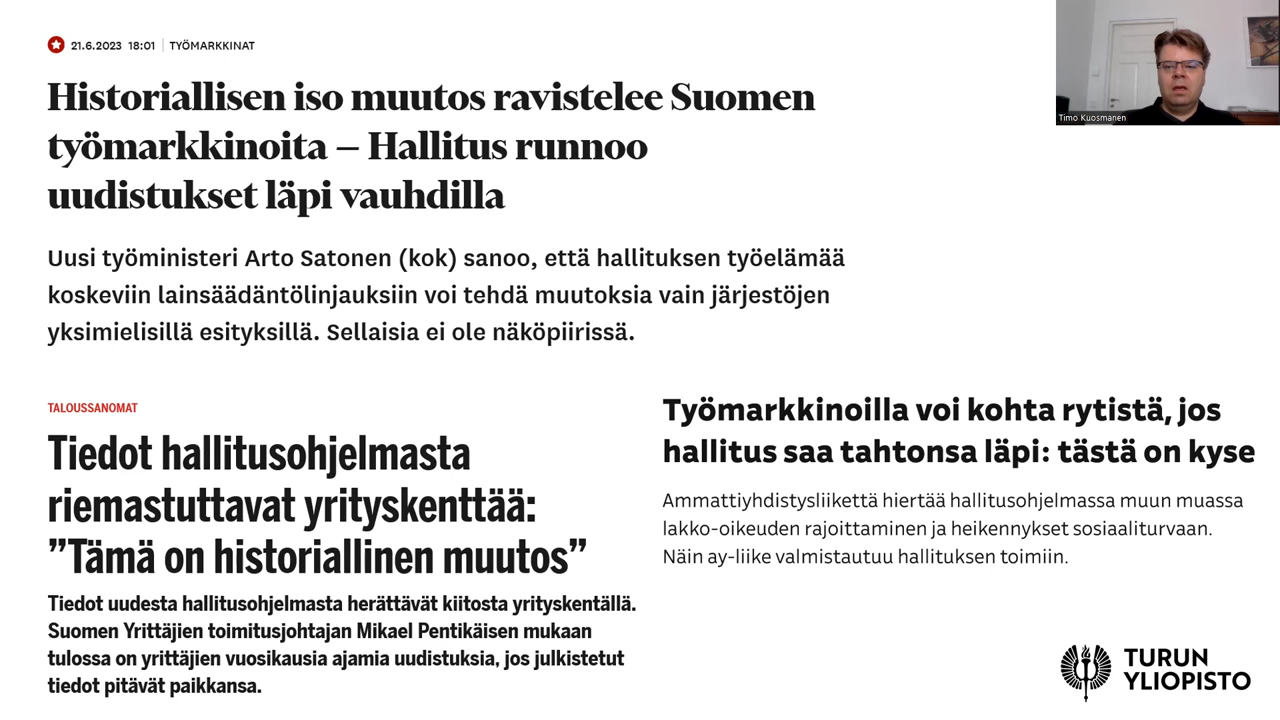 21.6.2023 18:01 TYÖMARKKINAT
Historiallisen iso muutos ravistelee Suomen
työmarkkinoita – Hallitus runnoo
uudistukset läpi vauhdilla
Uusi työministeri Arto Satonen (kok) sanoo, että hallituksen työelämää
koskeviin lainsäädäntölinjauksiin voi tehdä muutoksia vain järjestöjen
yksimielisillä esityksillä. Sellaisia ei ole näköpiirissä.
Timo Kuosmanen
TALOUSSANOMAT
Tiedot hallitusohjelmasta
riemastuttavat yrityskenttää:
”Tämä on historiallinen muutos”
Tiedot uudesta hallitusohjelmasta herättävät kiitosta yrityskentällä.
Suomen Yrittäjien toimitusjohtajan Mikael Pentikäisen mukaan
tulossa on yrittäjien vuosikausia ajamia uudistuksia, jos julkistetut
tiedot pitävät paikkansa.
Työmarkkinoilla voi kohta rytistä, jos
hallitus saa tahtonsa läpi: tästä on kyse
Ammattiyhdistysliikettä hiertää hallitusohjelmassa muun muassa
lakko-oikeuden rajoittaminen ja heikennykset sosiaaliturvaan.
Näin ay-liike valmistautuu hallituksen toimiin.
TURUN
YLIOPISTO